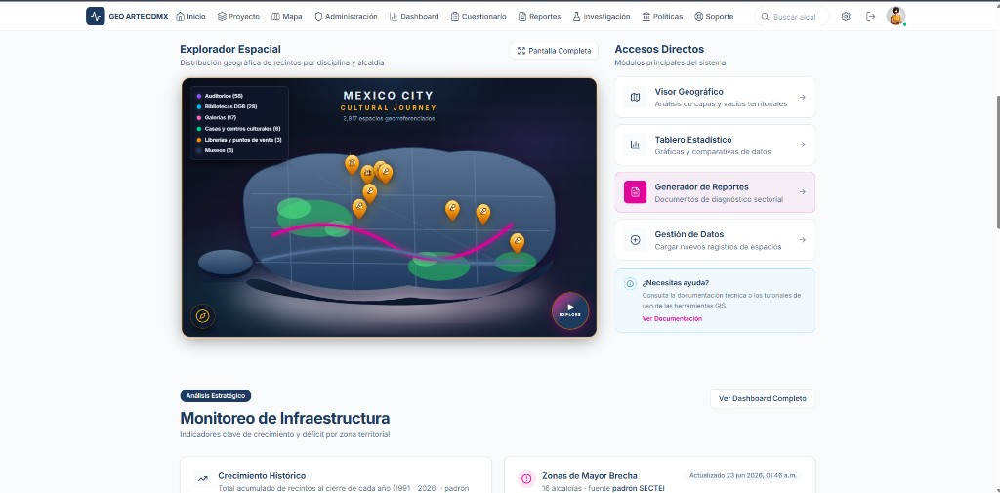 GEO ARTE CDMX
Inicio
Proyecto
Mapa
Administración
Dashboard
Cuestionario
Reportes
Investigación
Políticas
Soporte
Buscar alcal
Explorador Espacial
Distribución geográfica de recintos por disciplina y alcaldía
Pantalla Completa
Auditorios (58)
Bibliotecas DGB (28)
Galerías (17)
Casas y centros culturales (6)
Librerías y puntos de venta (3)
Museos (3)
MEXICO CITY
CULTURAL JOURNEY
2,917 espacios georreferenciados
EXPLORE
Accesos Directos
Módulos principales del sistema
Visor Geográfico
Análisis de capas y vacíos territoriales
Tablero Estadístico
Gráficas y comparativas de datos
Generador de Reportes
Documentos de diagnóstico sectorial
Gestión de Datos
Cargar nuevos registros de espacios
¿Necesitas ayuda?
Consulta la documentación técnica o los tutoriales de
uso de las herramientas GIS.
Ver Documentación
Análisis Estratégico
Monitoreo de Infraestructura
Indicadores clave de crecimiento y déficit por zona territorial
Ver Dashboard Completo
Crecimiento Histórico
Total acumulado de recintos al cierre de cada año (1991 - 2026) · padrón
Zonas de Mayor Brecha
16 alcaldías · fuente padrón SECTEI
Actualizado 23 jun 2026, 01:46 a.m.